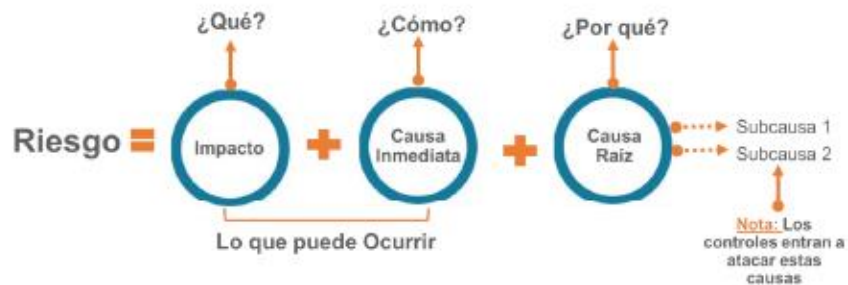 ¿Qué?
¿Cómo?
¿Por qué?
Riesgo =
Impacto
+
Causa
Inmediata
+
Causa
Raíz
Subcausa 1
Subcausa 2
Lo que puede Ocurrir
Nota: Los
controles entran a
atacar estas
causas